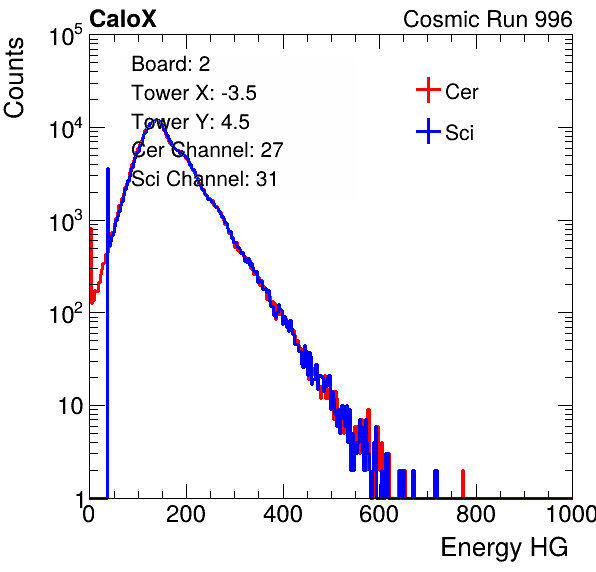 CaloX
Cosmic Run 996
Counts
Board: 2
Tower X: -3.5
Tower Y: 4.5
Cer Channel: 27
Sci Channel: 31
Cer
Sci
10^5
10^4
10^3
10^2
10
1
0 200 400 600 800 1000
Energy HG